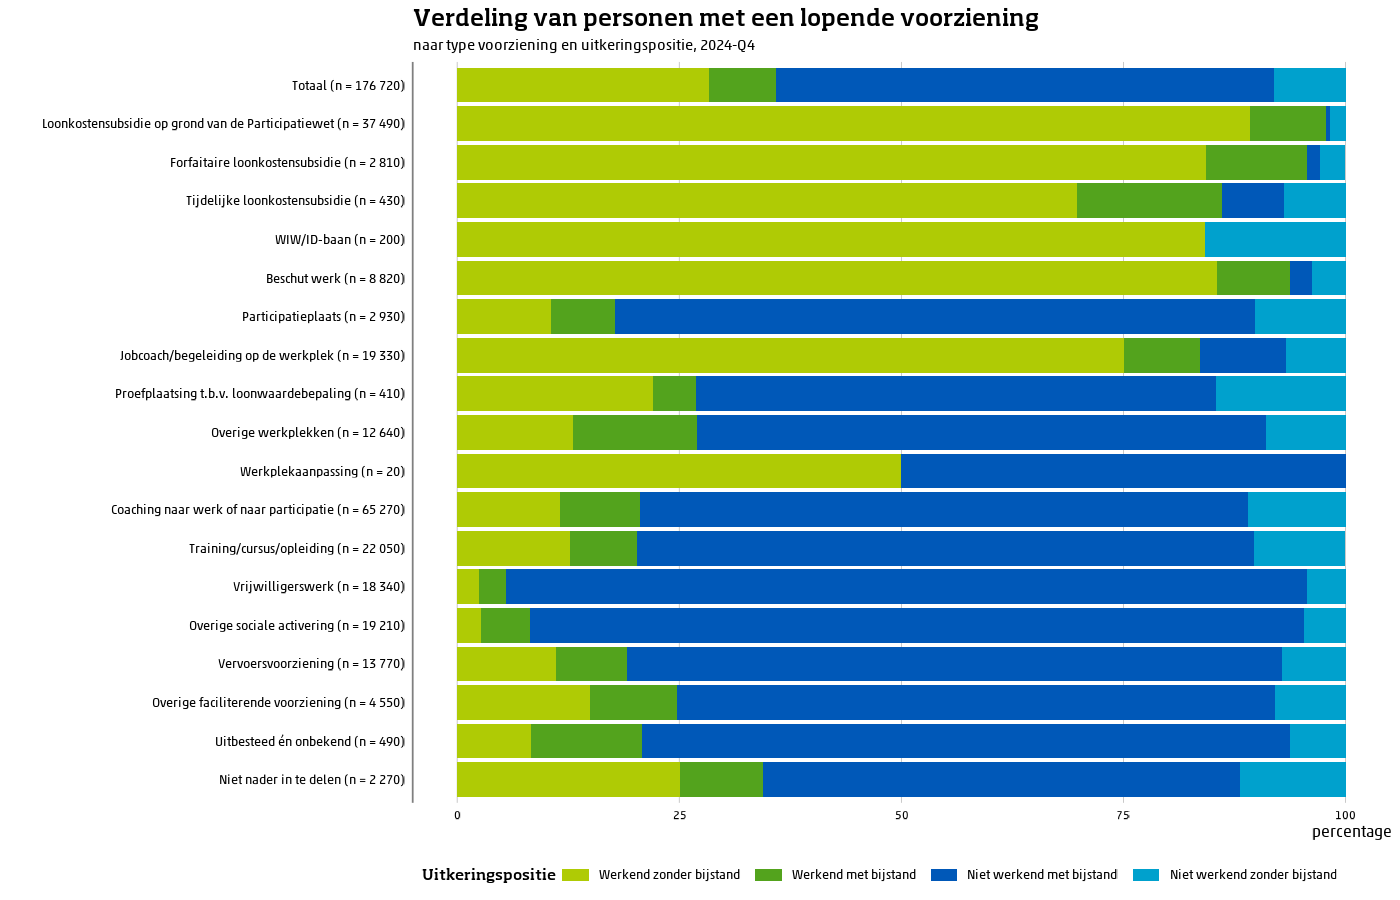 Verdeling van personen met een lopende voorziening
naar type voorziening en uitkeringspositie, 2024-Q4
Totaal (n = 176 720)
Loonkostensubsidie op grond van de Participatiewet (n = 37 490)
Forfaitaire loonkostensubsidie (n = 2 810)
Tijdelijke loonkostensubsidie (n = 430)
WIW/ID-baan (n = 200)
Beschut werk (n = 8 820)
Participatieplaats (n = 2 930)
Jobcoach/begeleiding op de werkplek (n = 19 330)
Proefplaatsing t.b.v. loonwaardebepaling (n = 410)
Overige werkplekken (n = 12 640)
Werkplekaanpassing (n = 20)
Coaching naar werk of naar participatie (n = 65 270)
Training/cursus/opleiding (n = 22 050)
Vrijwilligerswerk (n = 18 340)
Overige sociale activering (n = 19 210)
Vervoersvoorziening (n = 13 770)
Overige faciliterende voorziening (n = 4 550)
Uitbesteed én onbekend (n = 490)
Niet nader in te delen (n = 2 270)
0 25 50 75 100
percentage
Uitkeringspositie Werkend zonder bijstand Werkend met bijstand Niet werkend met bijstand Niet werkend zonder bijstand